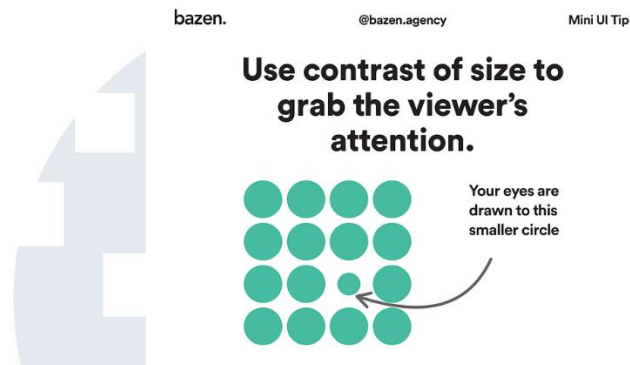 bazen.
@bazen.agency
Mini UI Tip
Use contrast of size to
grab the viewer’s
attention.
Your eyes are
drawn to this
smaller circle